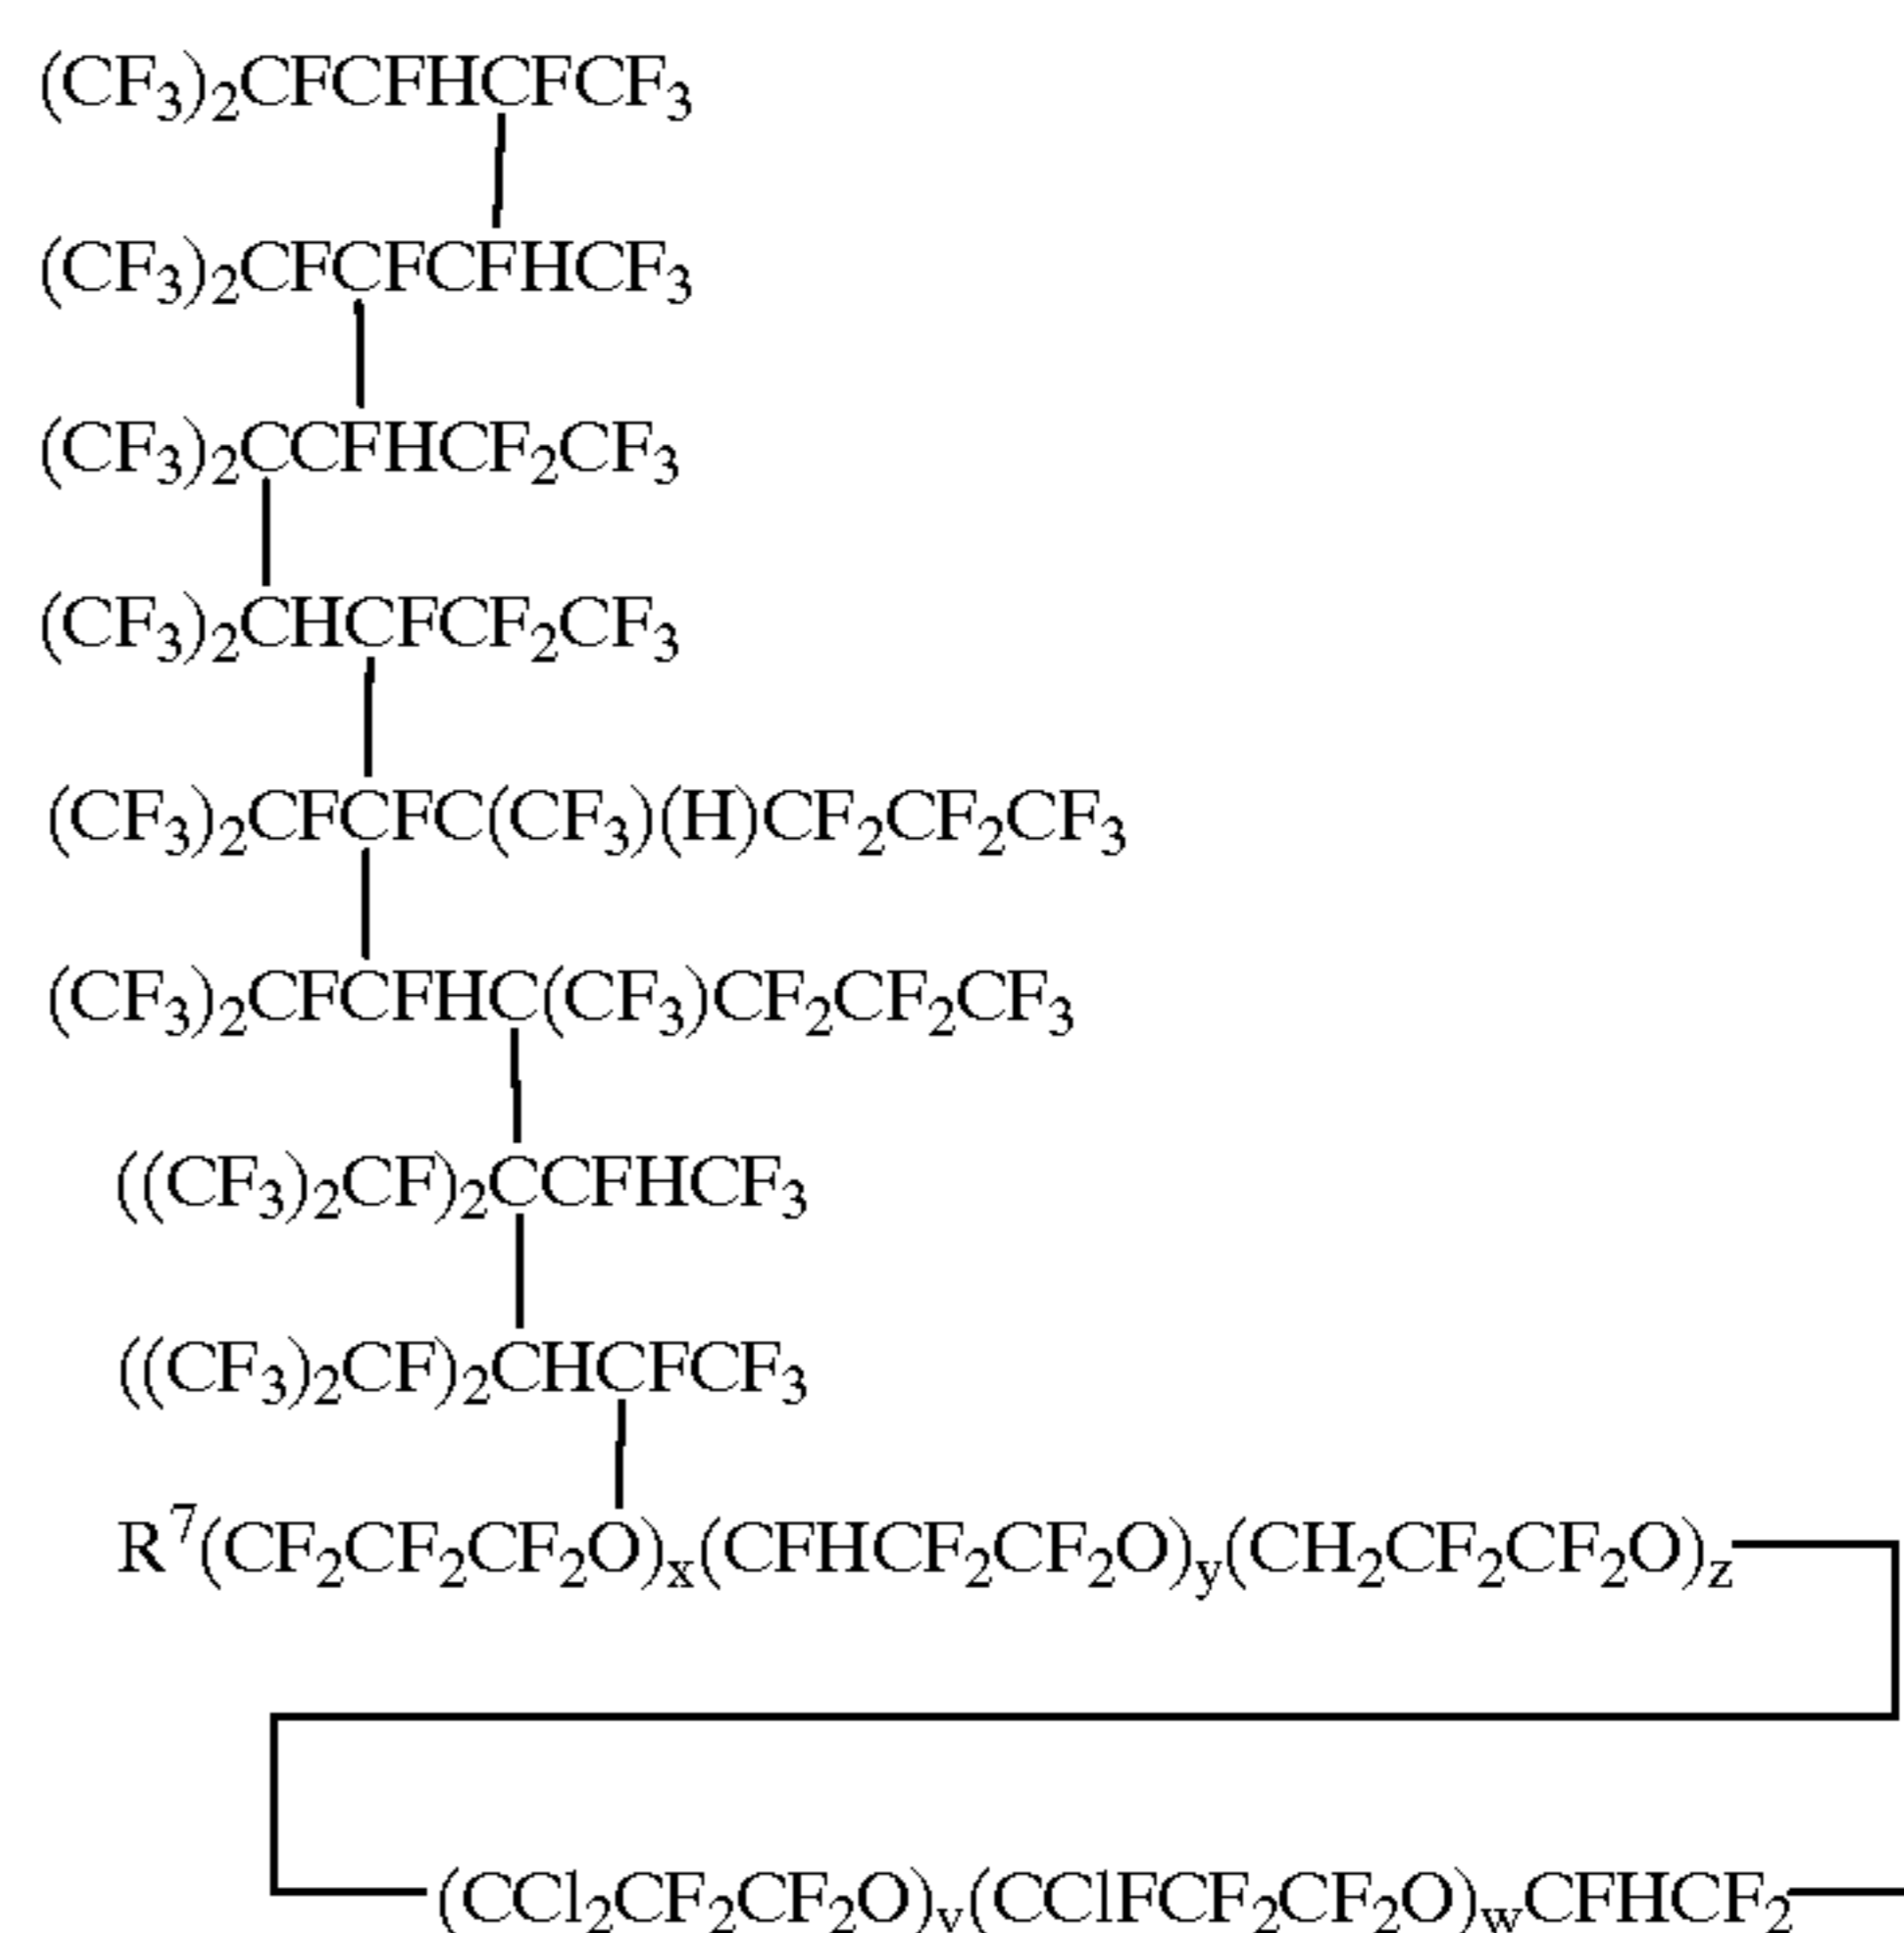 (CF₃)₂CFCFHCFCF₃
(CF₃)₂CFCFCFHCF₃
(CF₃)₂CCFHCF₂CF₃
(CF₃)₂CHCFCF₂CF₃
(CF₃)₂CFCFC(CF₃)(H)CF₂CF₂CF₃
(CF₃)₂CFCFHC(CF₃)CF₂CF₂CF₃
((CF₃)₂CF)₂CCFHCF₃
((CF₃)₂CF)₂CHCFCF₃
R⁷(CF₂CF₂CF₂O)ₓ(CFHCF₂CF₂O)y(CH₂CF₂CF₂O)z
(CCl₂CF₂CF₂O)v(CClFCF₂CF₂O)wCFHCF₂